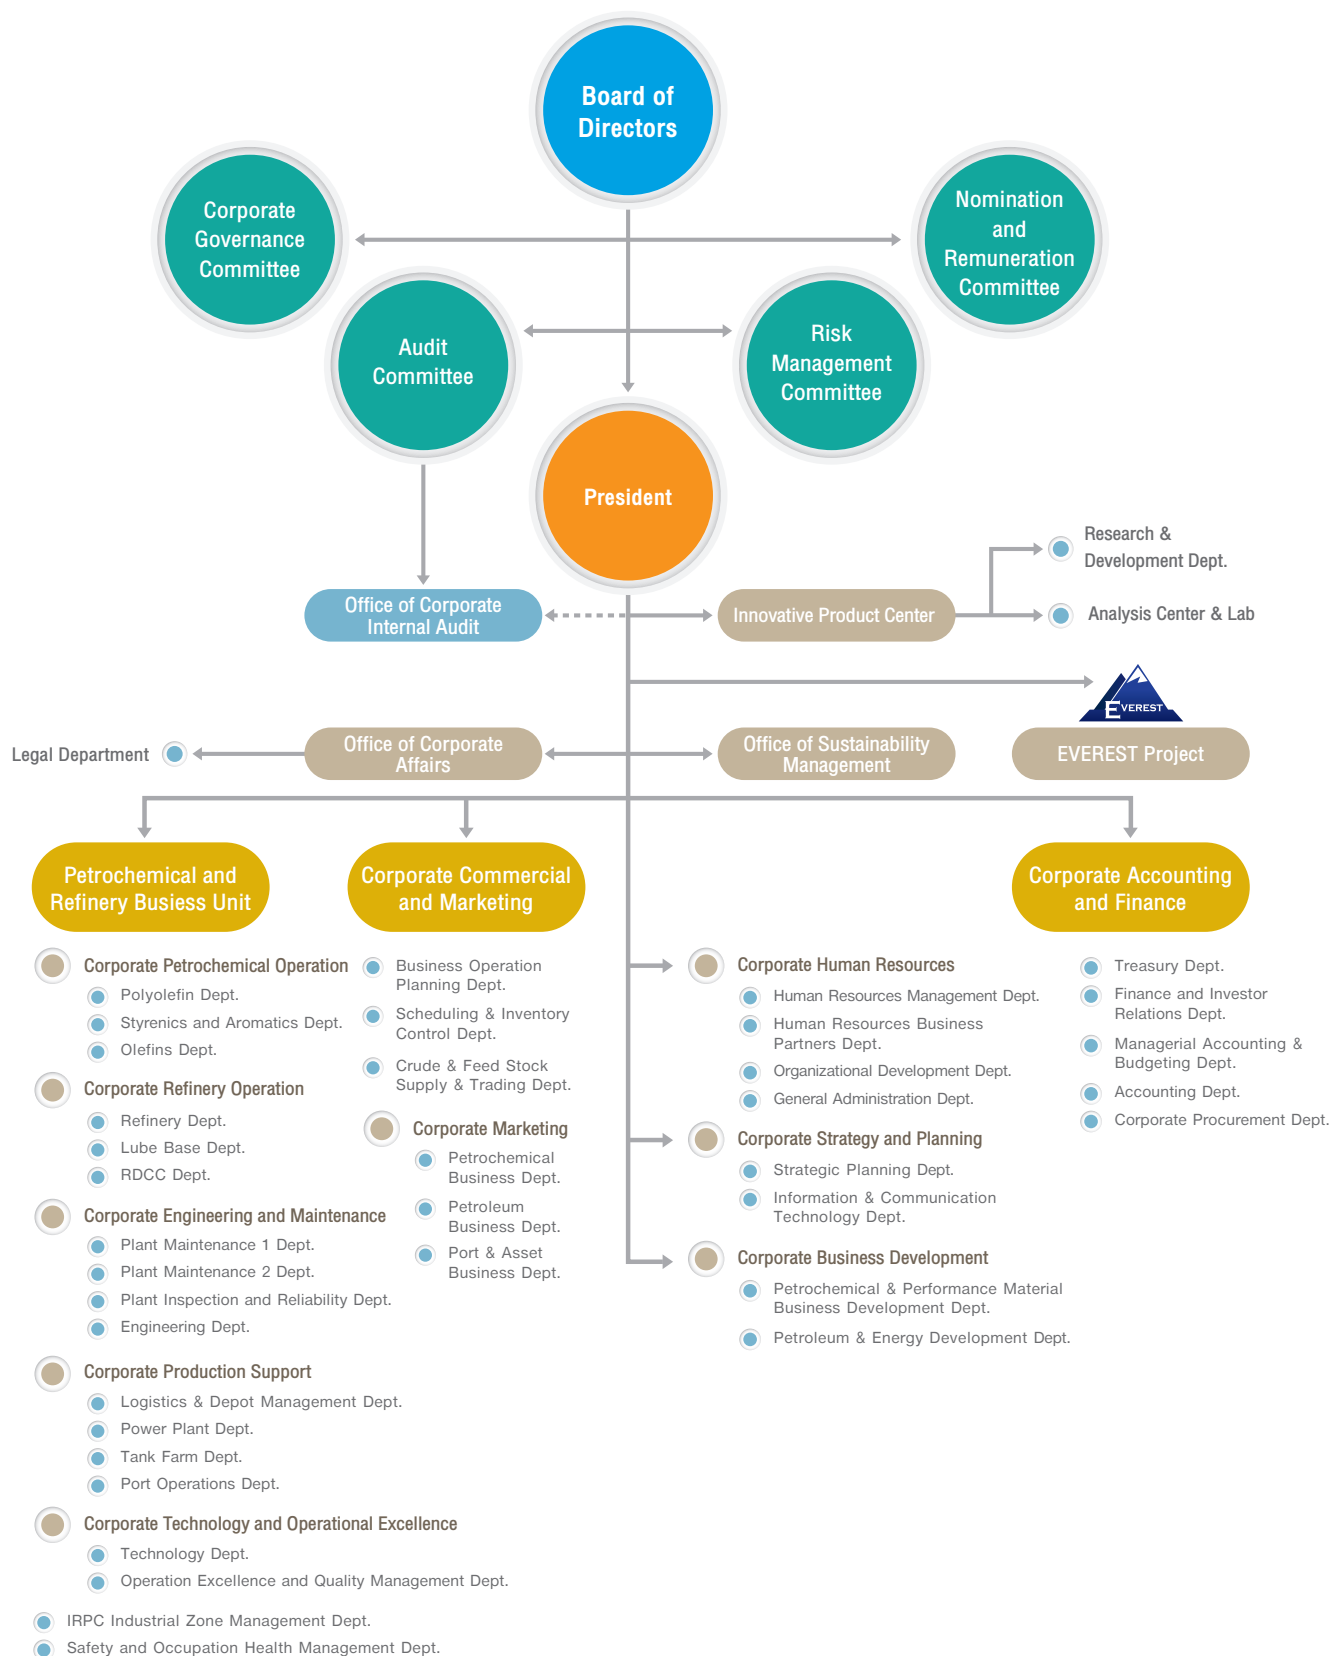 Board of
Directors
Corporate
Governance
Committee
Nomination
and
Remuneration
Committee
Audit
Committee
Risk
Management
Committee
President
Research &
Development Dept.
Office of Corporate
Internal Audit
Innovative Product Center
Analysis Center & Lab
EVEREST
Legal Department
Office of Corporate
Affairs
Office of Sustainability
Management
EVEREST Project
Petrochemical and
Refinery Busiess Unit
Corporate Commercial
and Marketing
Corporate Accounting
and Finance
Corporate Petrochemical Operation
Polyolefin Dept.
Styrenics and Aromatics Dept.
Olefins Dept.
Corporate Refinery Operation
Refinery Dept.
Lube Base Dept.
RDCC Dept.
Corporate Engineering and Maintenance
Plant Maintenance 1 Dept.
Plant Maintenance 2 Dept.
Plant Inspection and Reliability Dept.
Engineering Dept.
Corporate Production Support
Logistics & Depot Management Dept.
Power Plant Dept.
Tank Farm Dept.
Port Operations Dept.
Corporate Technology and Operational Excellence
Technology Dept.
Operation Excellence and Quality Management Dept.
IRPC Industrial Zone Management Dept.
Safety and Occupation Health Management Dept.
Business Operation
Planning Dept.
Scheduling & Inventory
Control Dept.
Crude & Feed Stock
Supply & Trading Dept.
Corporate Marketing
Petrochemical
Business Dept.
Petroleum
Business Dept.
Port & Asset
Business Dept.
Corporate Human Resources
Human Resources Management Dept.
Human Resources Business
Partners Dept.
Organizational Development Dept.
General Administration Dept.
Corporate Strategy and Planning
Strategic Planning Dept.
Information & Communication
Technology Dept.
Corporate Business Development
Petrochemical & Performance Material
Business Development Dept.
Petroleum & Energy Development Dept.
Treasury Dept.
Finance and Investor
Relations Dept.
Managerial Accounting &
Budgeting Dept.
Accounting Dept.
Corporate Procurement Dept.